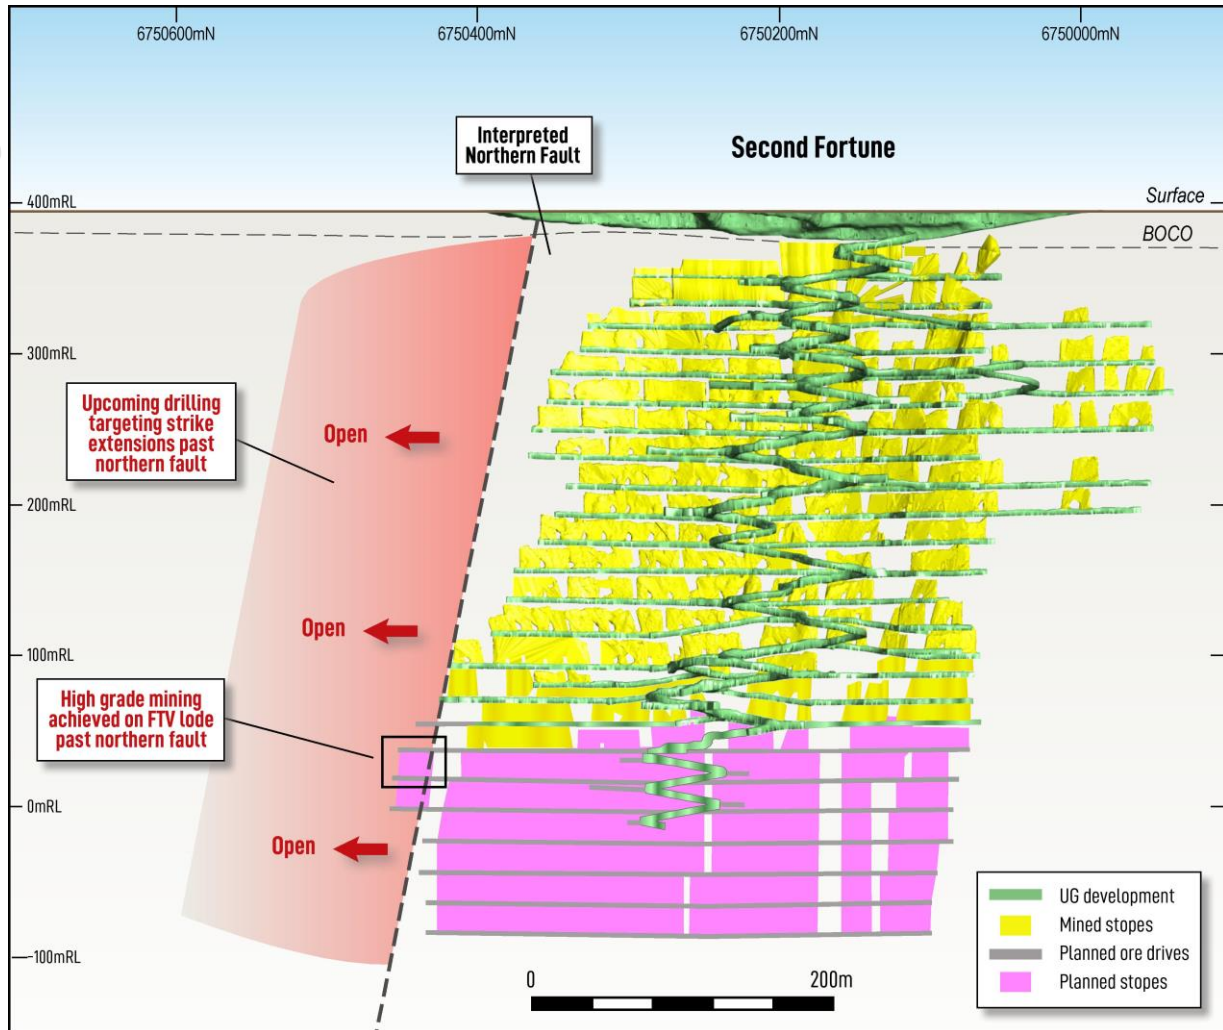 6750600mN
6750400mN
6750200mN
6750000mN
Interpreted
Northern Fault
Second Fortune
400mRL
Surface
BOCO
300mRL
Upcoming drilling
targeting strike
extensions past
northern fault
Open
200mRL
Open
100mRL
High grade mining
achieved on FTV lode
past northern fault
0mRL
Open
UG development
Mined stopes
Planned ore drives
Planned stopes
-100mRL
0
200m